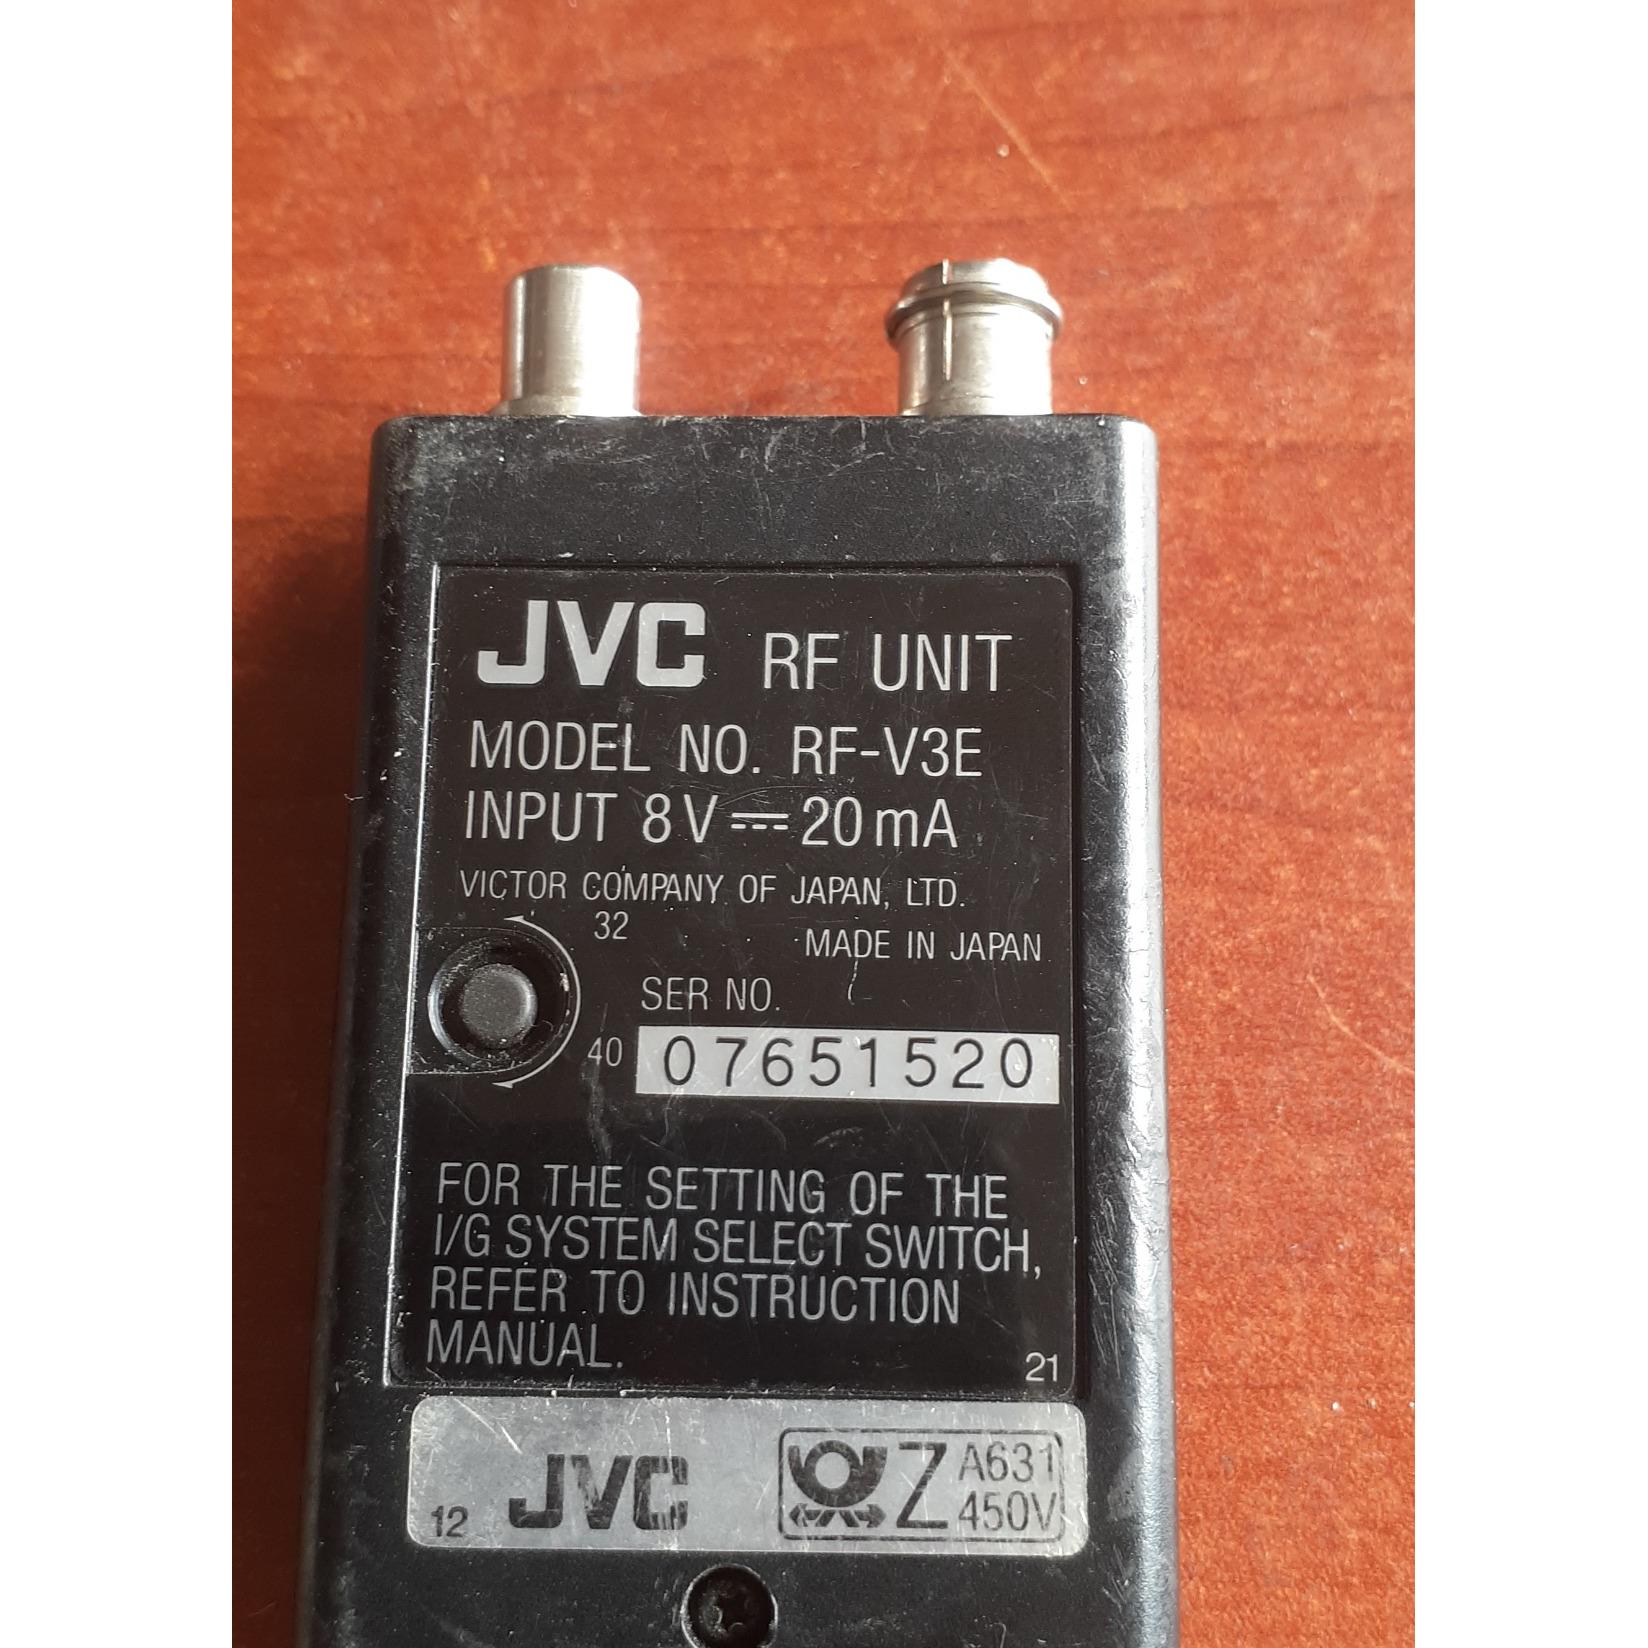 JVC RF UNIT
MODEL NO. RF-V3E
INPUT 8V ⎓ 20mA
VICTOR COMPANY OF JAPAN, LTD.
32
MADE IN JAPAN
SER NO.
40 07651520
FOR THE SETTING OF THE
I/G SYSTEM SELECT SWITCH,
REFER TO INSTRUCTION
MANUAL.
21
12 JVC Z A631
450V